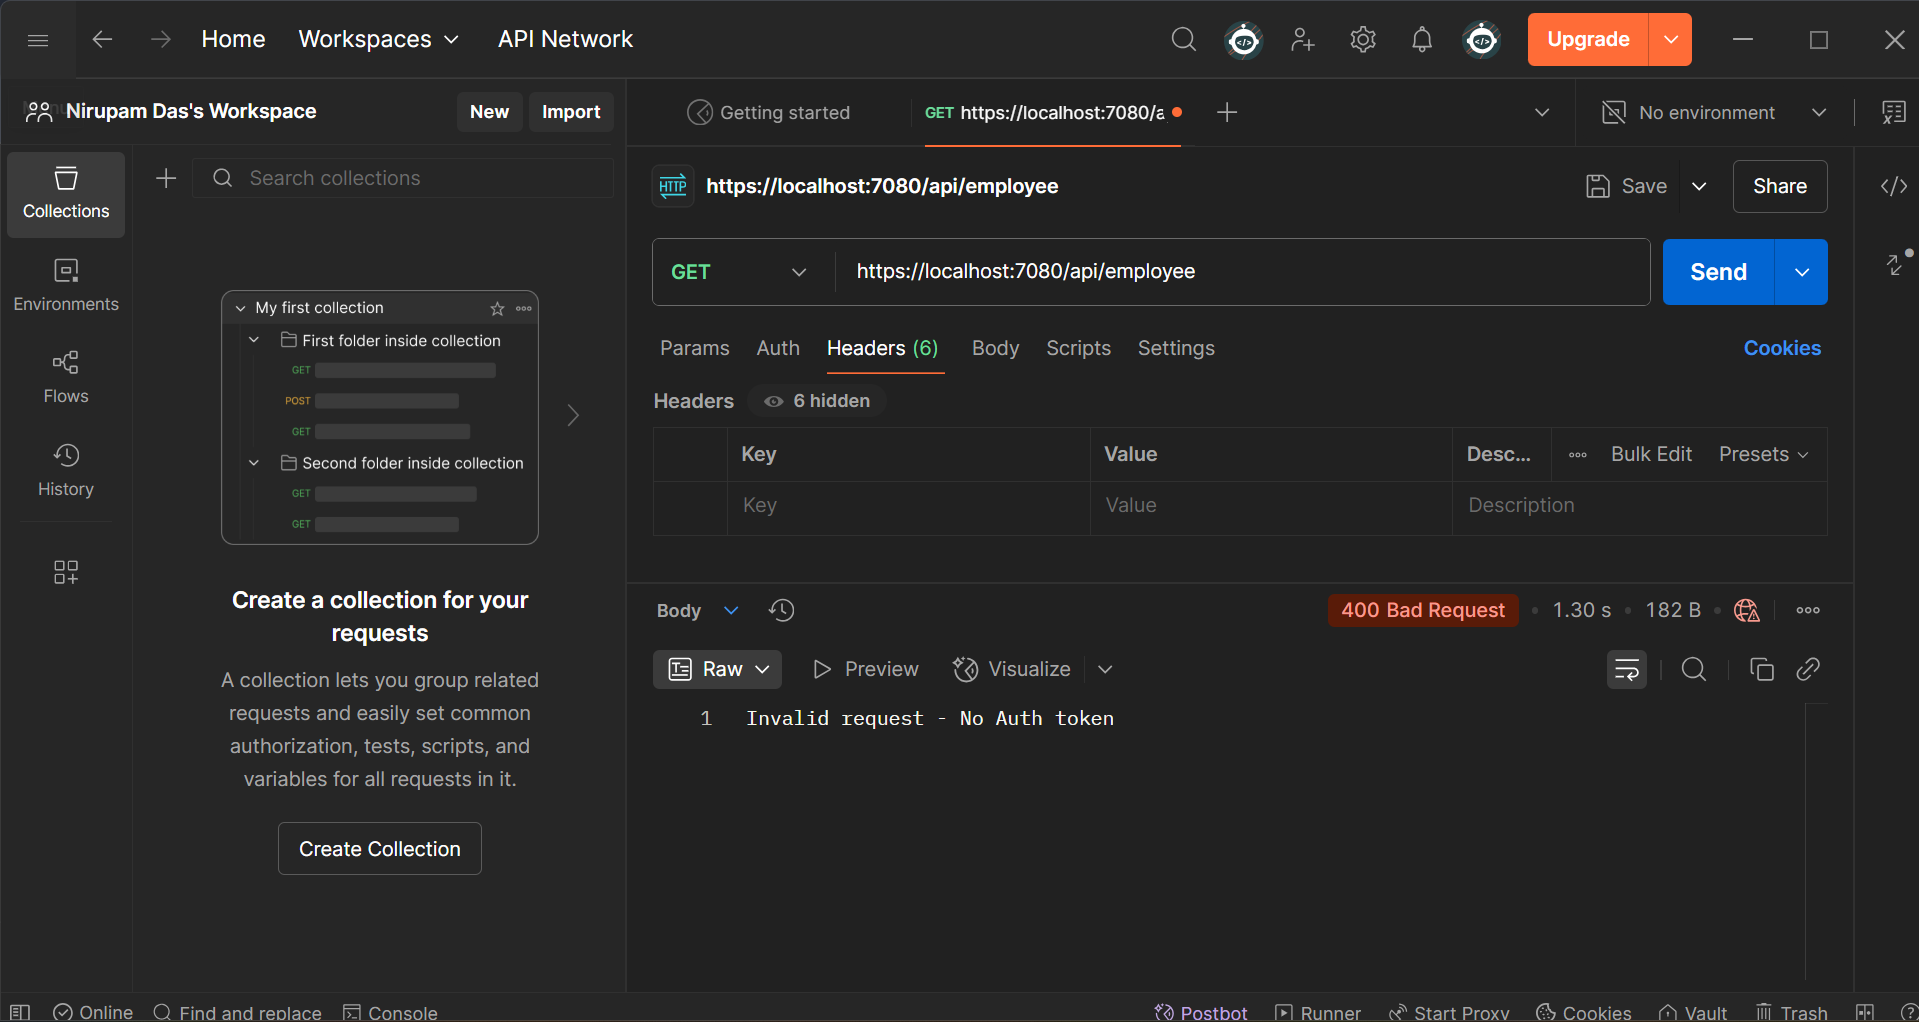 Home Workspaces API Network Upgrade
Nirupam Das's Workspace New Import
Getting started GET https://localhost:7080/a No environment
Collections
Environments
Flows
History
Search collections
My first collection
First folder inside collection
GET
POST
GET
Second folder inside collection
GET
GET
Create a collection for your
requests
A collection lets you group related
requests and easily set common
authorization, tests, scripts, and
variables for all requests in it.
Create Collection
HTTP https://localhost:7080/api/employee Save Share
GET https://localhost:7080/api/employee Send
Params Auth Headers (6) Body Scripts Settings Cookies
Headers 6 hidden
Key Value Desc... Bulk Edit Presets
Key Value Description
Body 400 Bad Request • 1.30 s • 182 B •
Raw Preview Visualize
1 Invalid request - No Auth token
Online Find and replace Console Postbot Runner Start Proxy Cookies Vault Trash